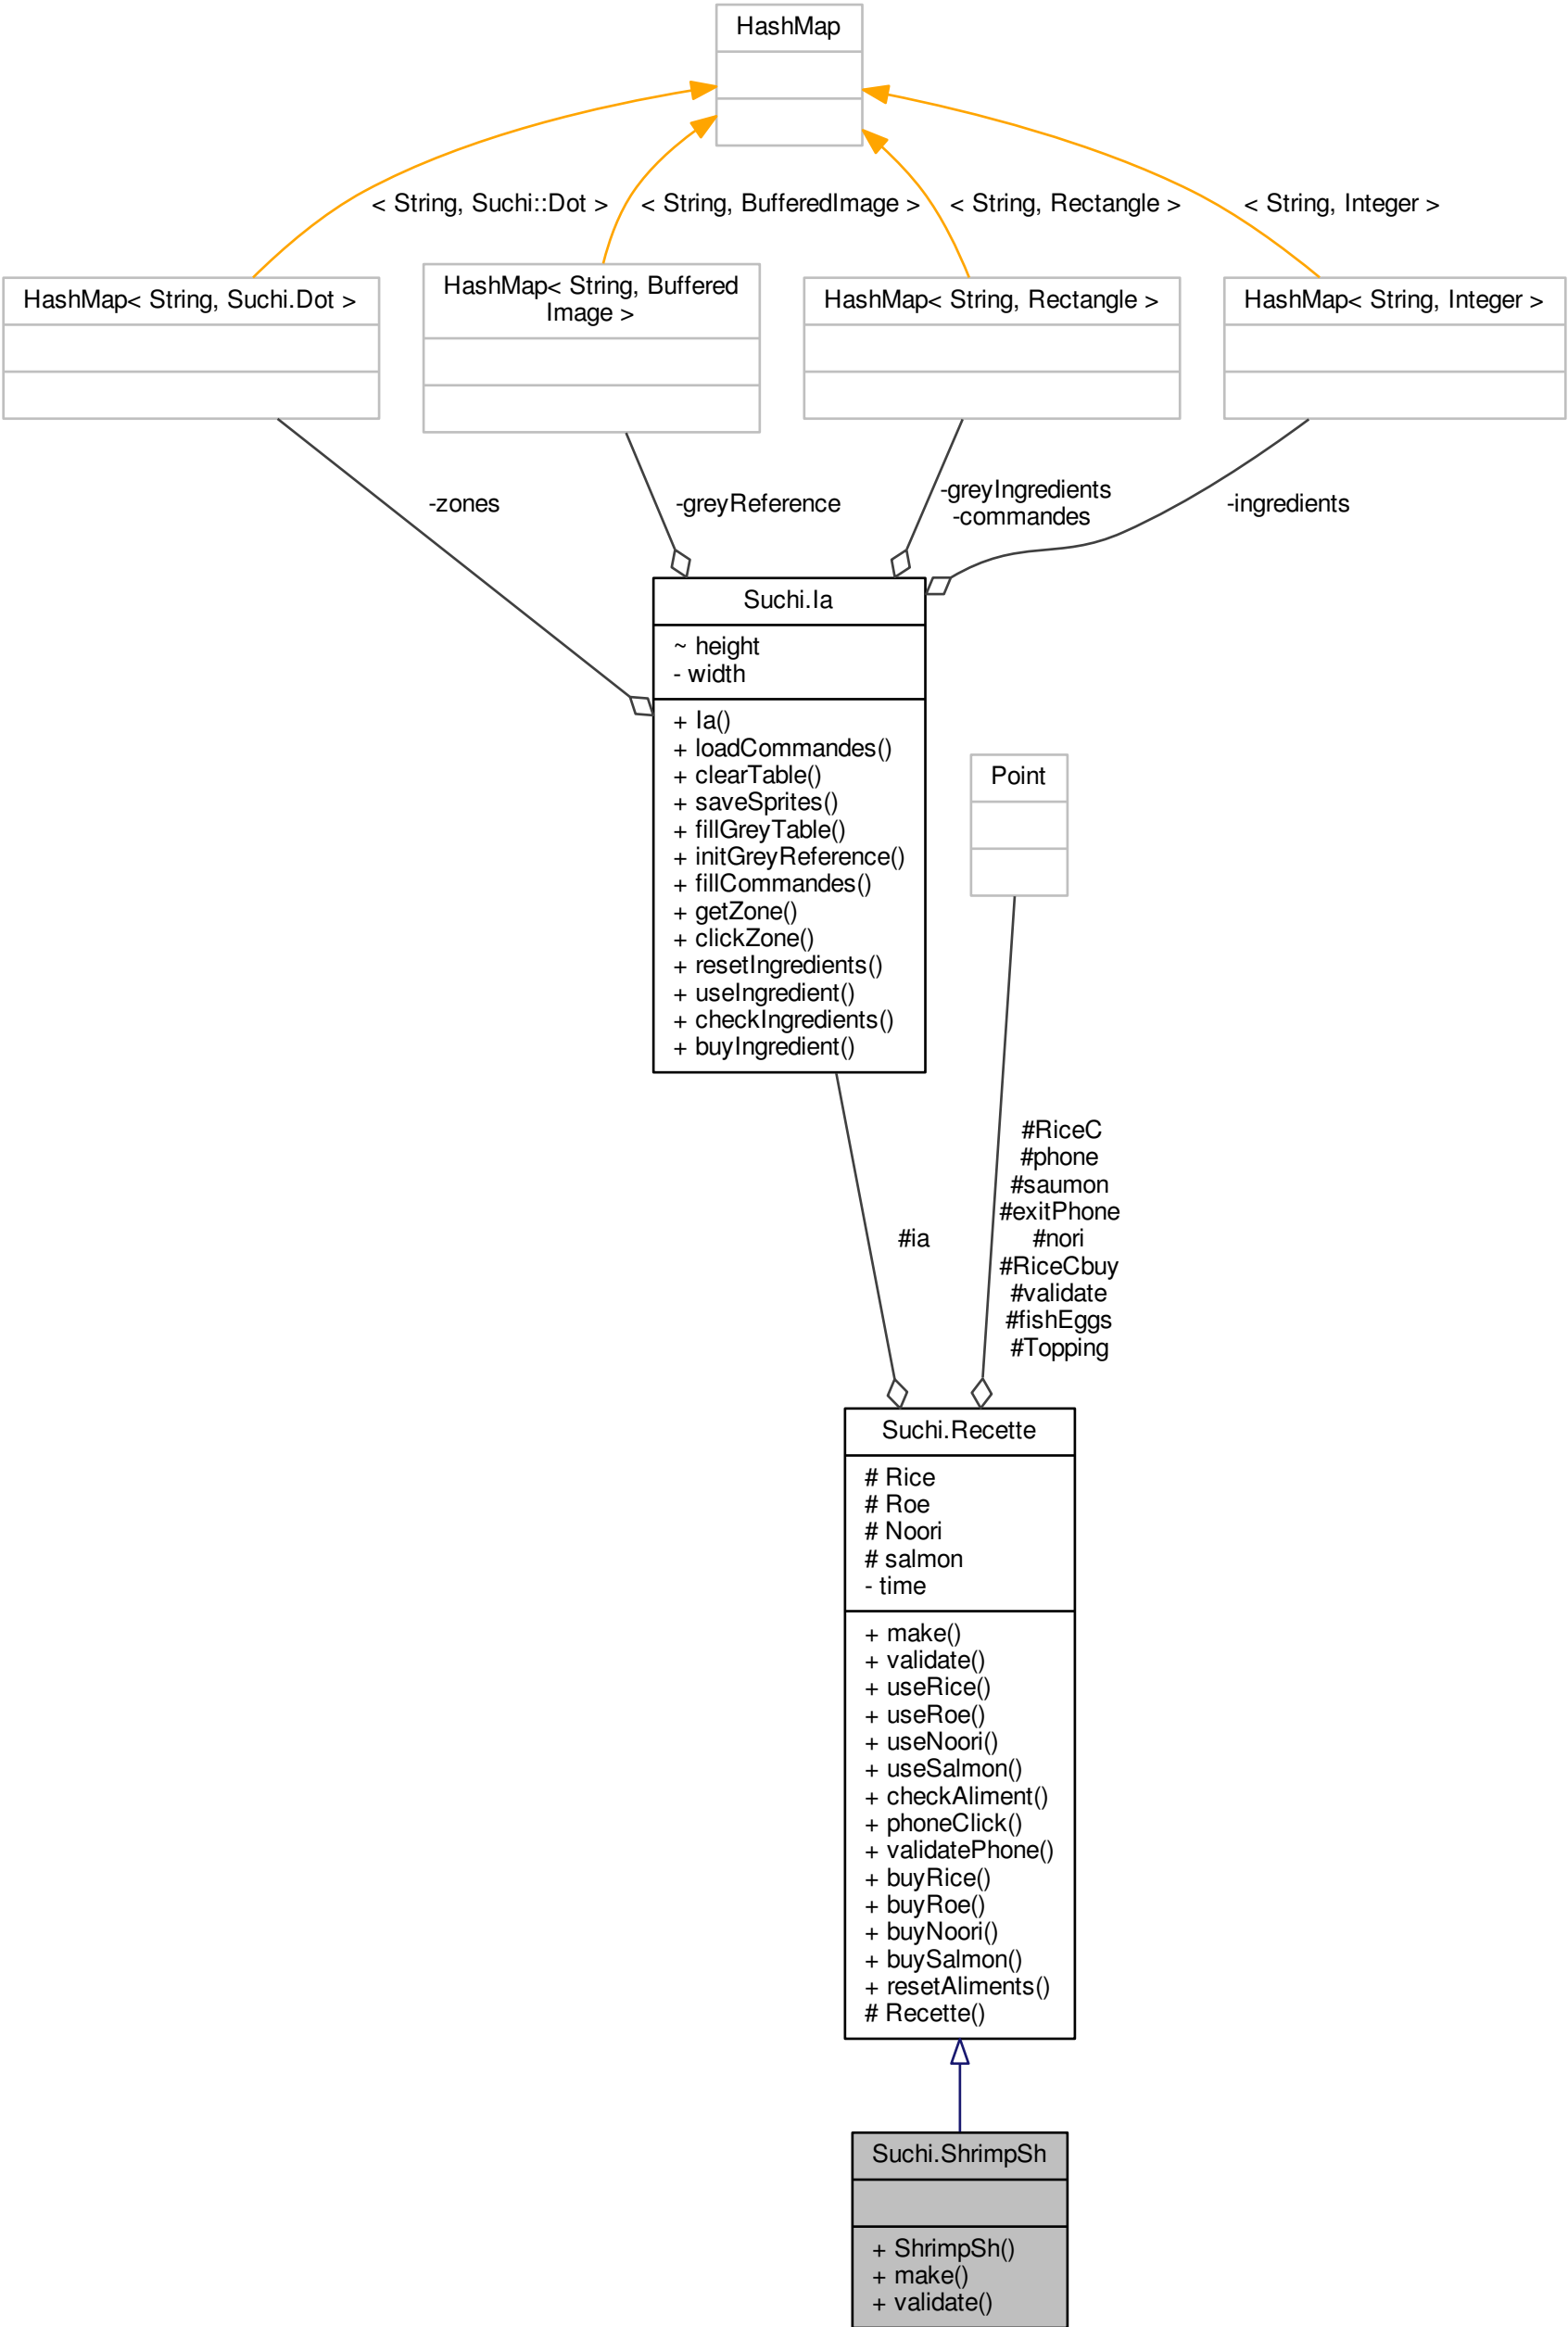 HashMap
< String, Suchi::Dot >
< String, BufferedImage >
< String, Rectangle >
< String, Integer >
HashMap< String, Suchi.Dot >
HashMap< String, Buffered
Image >
HashMap< String, Rectangle >
HashMap< String, Integer >
-zones
-greyReference
-greyIngredients
-commandes
-ingredients
Suchi.Ia
~ height
- width
+ Ia()
+ loadCommandes()
+ clearTable()
+ saveSprites()
+ fillGreyTable()
+ initGreyReference()
+ fillCommandes()
+ getZone()
+ clickZone()
+ resetIngredients()
+ useIngredient()
+ checkIngredients()
+ buyIngredient()
Point
#ia
#RiceC
#phone
#saumon
#exitPhone
#nori
#RiceCbuy
#validate
#fishEggs
#Topping
Suchi.Recette
# Rice
# Roe
# Noori
# salmon
- time
+ make()
+ validate()
+ useRice()
+ useRoe()
+ useNoori()
+ useSalmon()
+ checkAliment()
+ phoneClick()
+ validatePhone()
+ buyRice()
+ buyRoe()
+ buyNoori()
+ buySalmon()
+ resetAliments()
# Recette()
Suchi.ShrimpSh
+ ShrimpSh()
+ make()
+ validate()